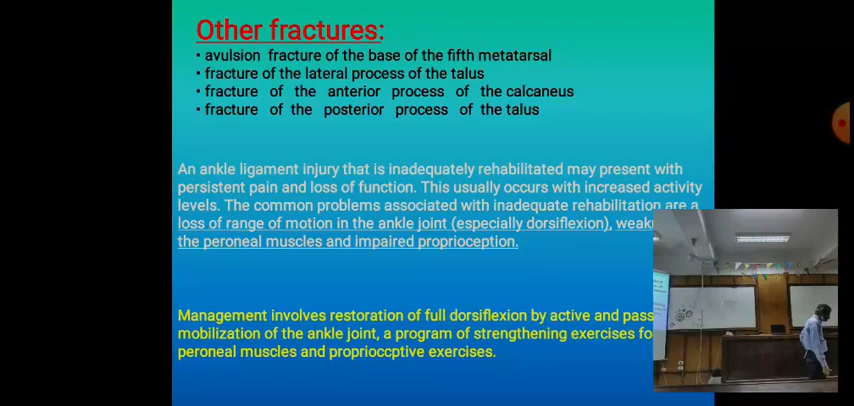 Other fractures:
• avulsion fracture of the base of the fifth metatarsal
• fracture of the lateral process of the talus
• fracture of the anterior process of the calcaneus
• fracture of the posterior process of the talus
An ankle ligament injury that is inadequately rehabilitated may present with
persistent pain and loss of function. This usually occurs with increased activity
levels. The common problems associated with inadequate rehabilitation are a
loss of range of motion in the ankle joint (especially dorsiflexion),
the peroneal muscles and impaired proprioception.
Management involves restoration of full dorsiflexion by active and
mobilization of the ankle joint, a program of strengthening exercises
peroneal muscles and proprioccptive exercises.